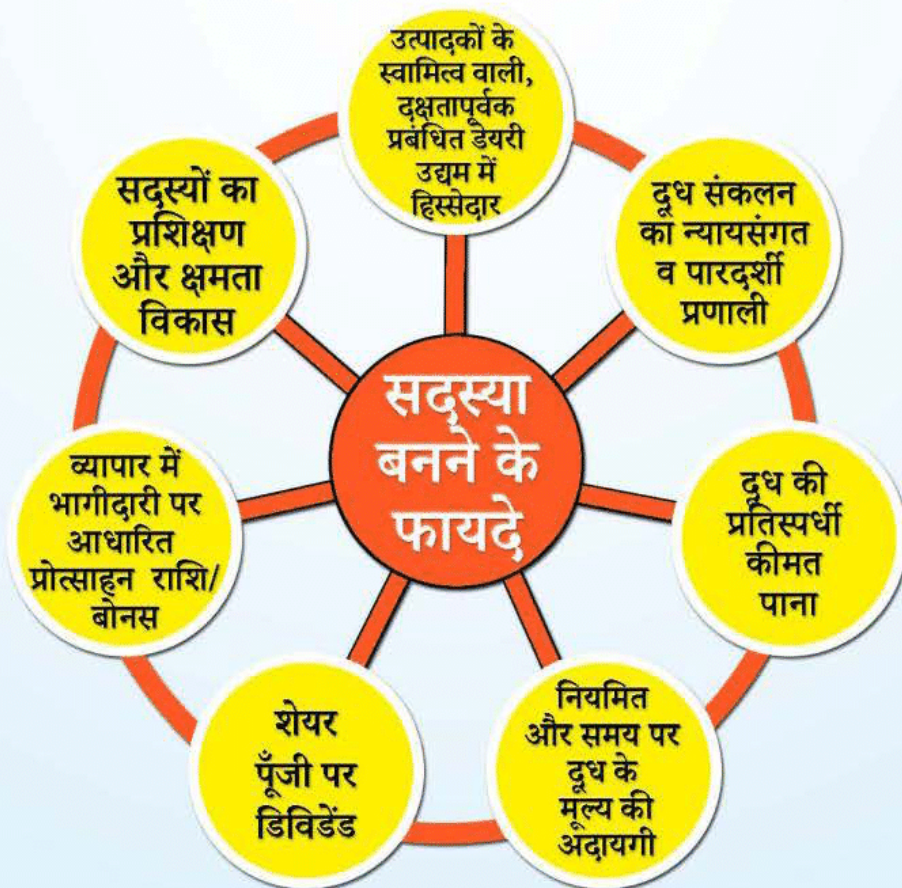 सदस्या
बनने के
फायदे
उत्पादकों के
स्वामित्व वाली,
दक्षतापूर्वक
प्रबंधित डेयरी
उद्यम में
हिस्सेदार
दूध संकलन
का न्यायसंगत
व पारदर्शी
प्रणाली
दूध की
प्रतिस्पर्धी
कीमत
पाना
नियमित
और समय पर
दूध के
मूल्य की
अदायगी
शेयर
पूँजी पर
डिविडेंड
व्यापार में
भागीदारी पर
आधारित
प्रोत्साहन राशि/
बोनस
सदस्यों का
प्रशिक्षण
और क्षमता
विकास